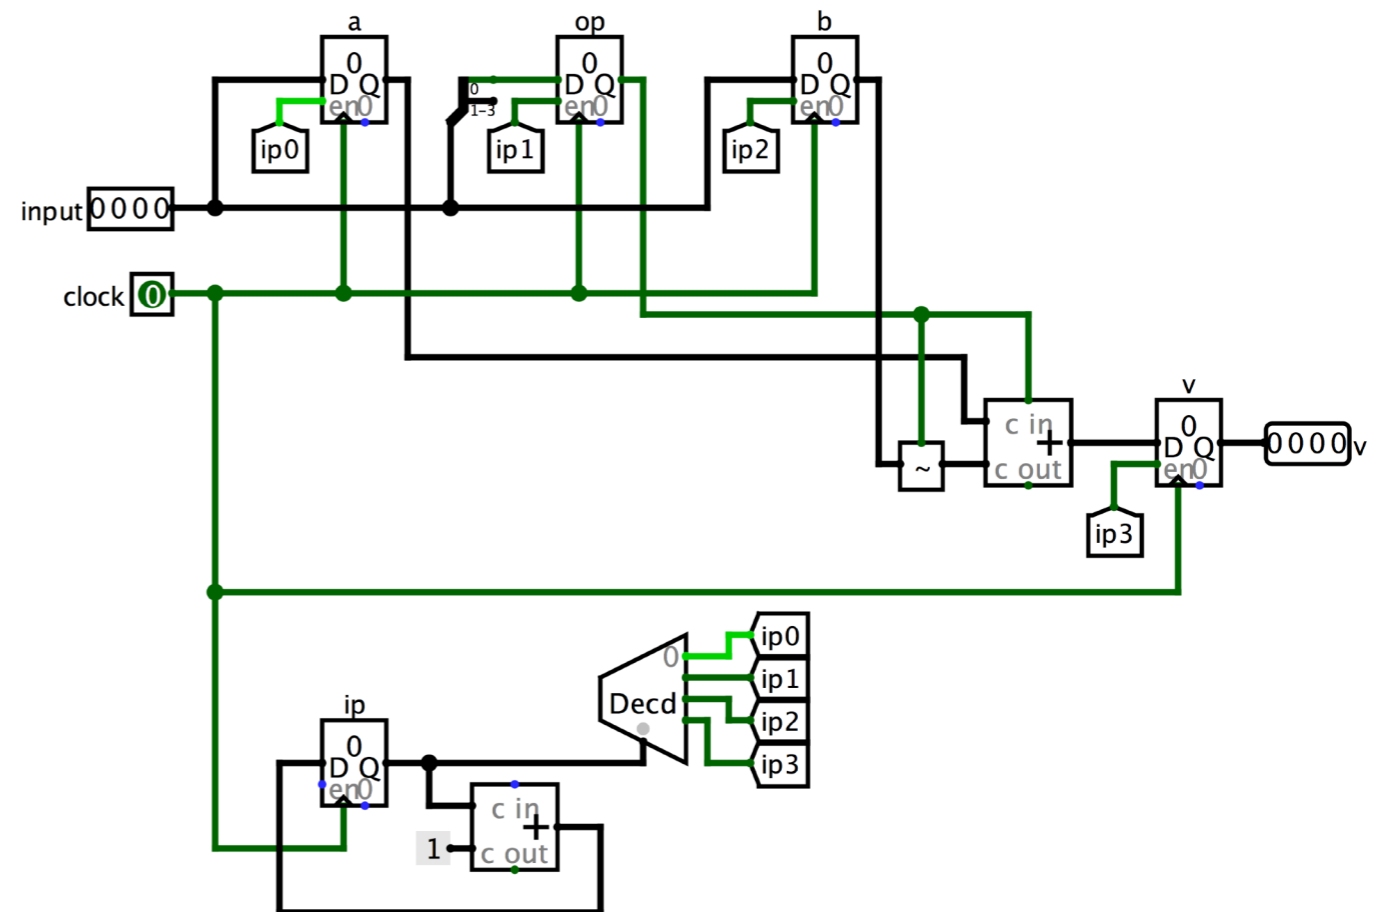 a
op
b
0
0
0
D Q
0
D Q
D Q
en0
1-3
en0
en0
ip0
ip1
ip2
input
0000
clock
0
v
c in
0
+
D Q
0000
v
~
c out
en0
ip3
ip0
0
ip1
Decd
ip2
ip
0
ip3
D Q
en0
c in
+
1
c out